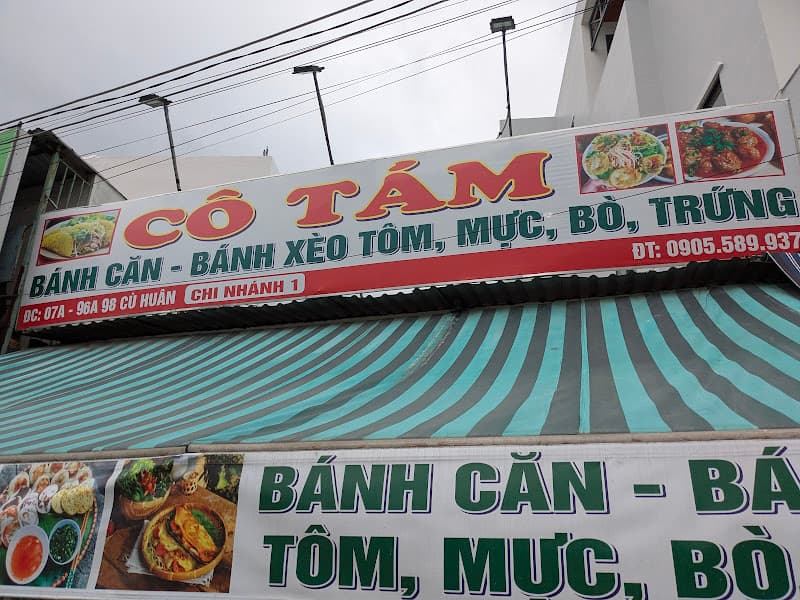 CÔ TÁM
BÁNH CĂN - BÁNH XÈO TÔM, MỰC, BÒ, TRỨNG
ĐT: 0905.589.937
ĐC: 07A - 96A 98 CÙ HUÂN CHI NHÁNH 1
BÁNH CĂN - BÁ
TÔM, MỰC, BÒ